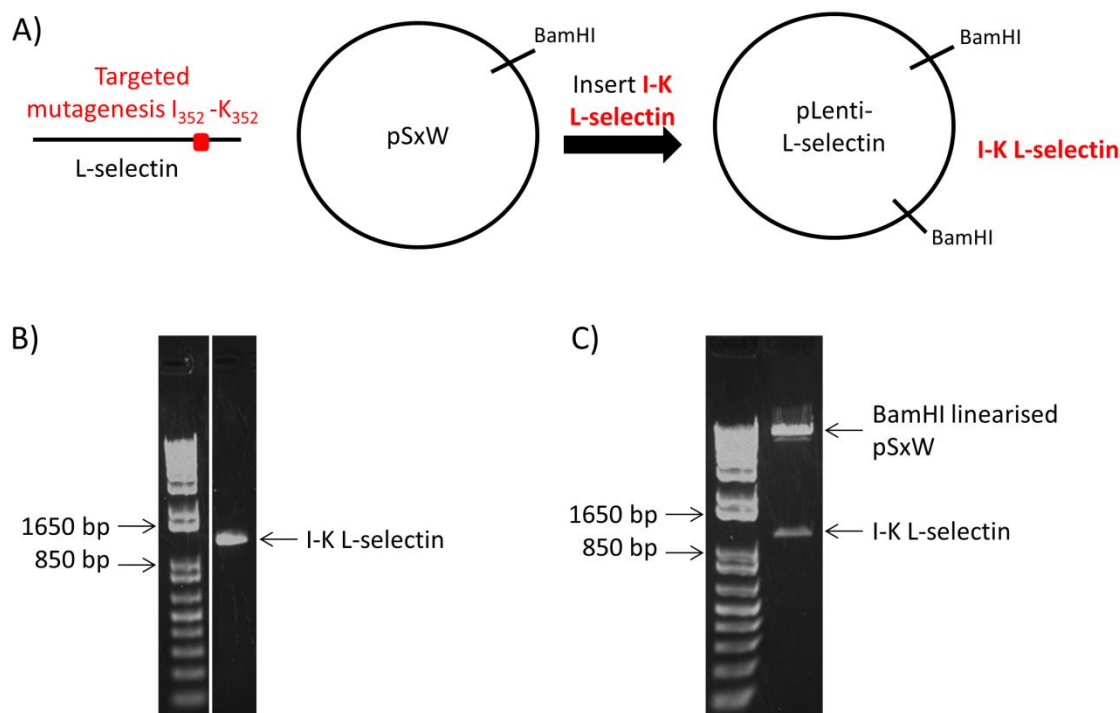 A)
Targeted
mutagenesis I352 -K352
L-selectin
BamHI
pSxW
Insert I-K
L-selectin
BamHI
pLenti-
L-selectin
I-K L-selectin
BamHI
B)
1650 bp
850 bp
I-K L-selectin
C)
BamHI linearised
pSxW
1650 bp
I-K L-selectin
850 bp